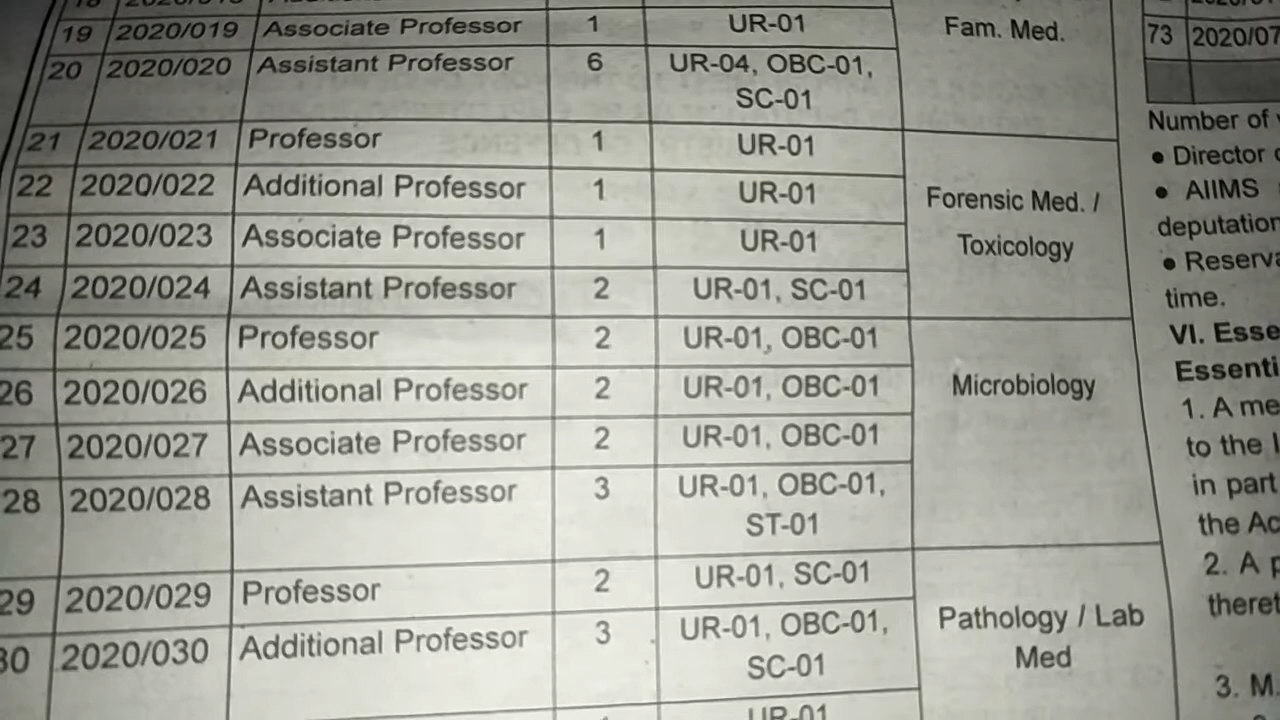 19 2020/019 Associate Professor 1 UR-01 Fam. Med.
20 2020/020 Assistant Professor 6 UR-04, OBC-01,
SC-01
21 2020/021 Professor 1 UR-01
22 2020/022 Additional Professor 1 UR-01 Forensic Med. /
23 2020/023 Associate Professor 1 UR-01 Toxicology
24 2020/024 Assistant Professor 2 UR-01, SC-01
25 2020/025 Professor 2 UR-01, OBC-01
26 2020/026 Additional Professor 2 UR-01, OBC-01 Microbiology
27 2020/027 Associate Professor 2 UR-01, OBC-01
28 2020/028 Assistant Professor 3 UR-01, OBC-01,
ST-01
29 2020/029 Professor 2 UR-01, SC-01
30 2020/030 Additional Professor 3 UR-01, OBC-01, Pathology / Lab
SC-01 Med
UR-01
73 2020/07
Number of
• Director
• AIIMS
deputation
• Reserva
time.
VI. Esse
Essenti
1. A me
to the I
in part
the Ac
2. A p
theret
3. M.